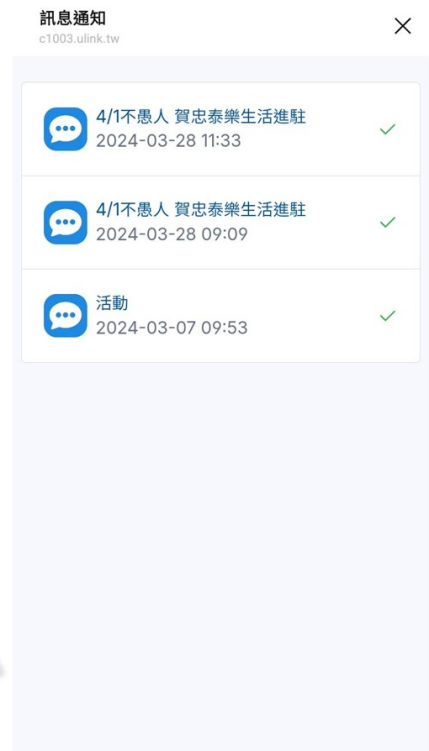 訊息通知
c1003.ulink.tw
4/1不愚人 賀忠泰樂生活進駐
2024-03-28 11:33
4/1不愚人 賀忠泰樂生活進駐
2024-03-28 09:09
活動
2024-03-07 09:53